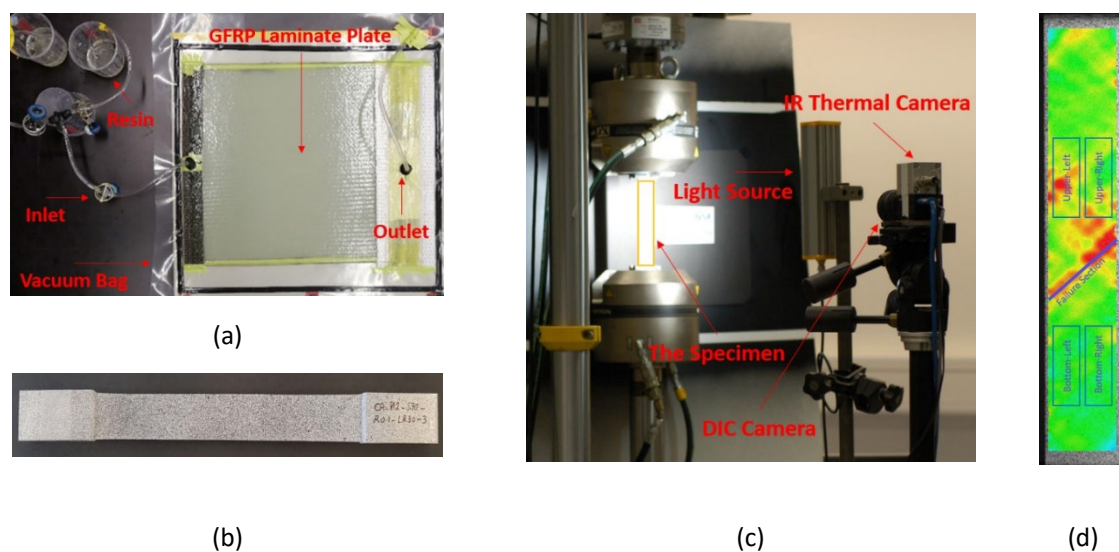 GFRP Laminate Plate
Resin
Inlet
Outlet
Vacuum Bag
(a)
(b)
IR Thermal Camera
Light Source
The Specimen
DIC Camera
(c)
Upper-Left
Upper-Right
Failure Section
Bottom-Left
Bottom-Right
(d)